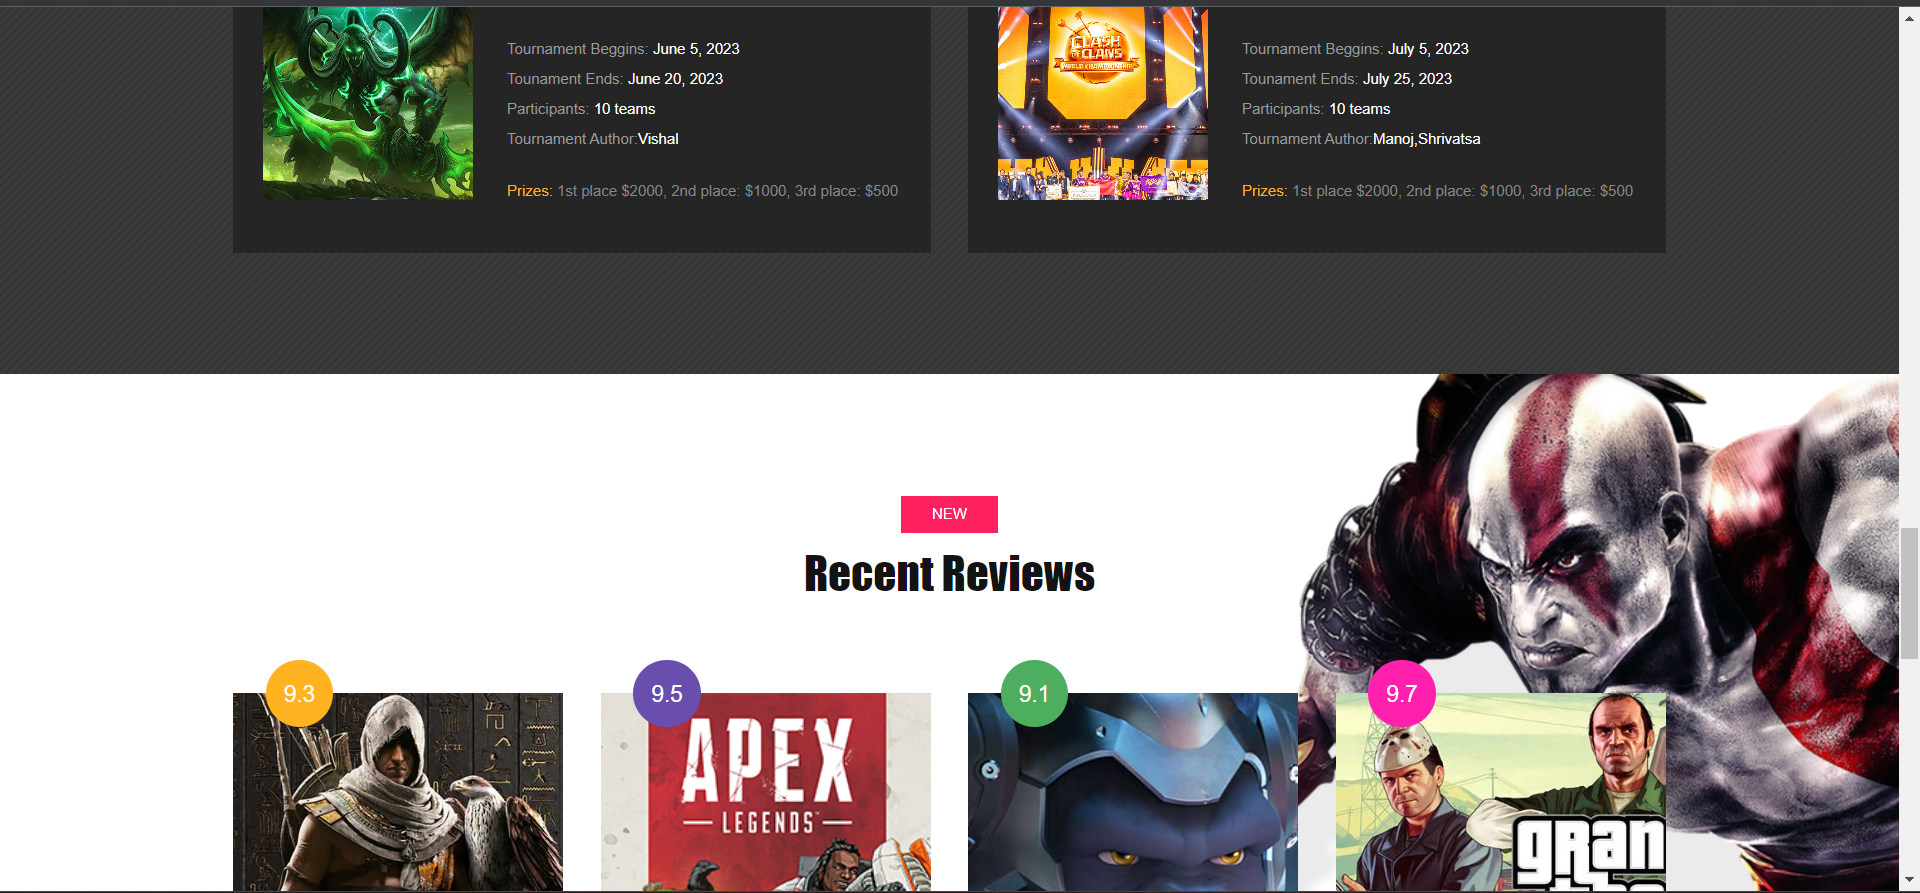 Tournament Beggins: June 5, 2023
Tounament Ends: June 20, 2023
Participants: 10 teams
Tournament Author:Vishal
Prizes: 1st place $2000, 2nd place: $1000, 3rd place: $500
CLASH
OF CLANS
WORLD CHAMPIONSHIP
Tournament Beggins: July 5, 2023
Tounament Ends: July 25, 2023
Participants: 10 teams
Tournament Author:Manoj,Shrivatsa
Prizes: 1st place $2000, 2nd place: $1000, 3rd place: $500
NEW
Recent Reviews
9.3
9.5
9.1
9.7
APEX
LEGENDS
gran